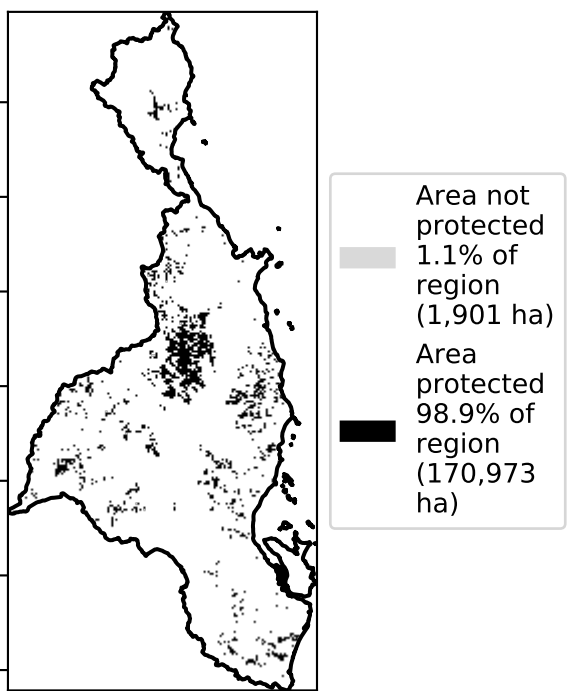 Area not
protected
1.1% of
region
(1,901 ha)
Area
protected
98.9% of
region
(170,973
ha)